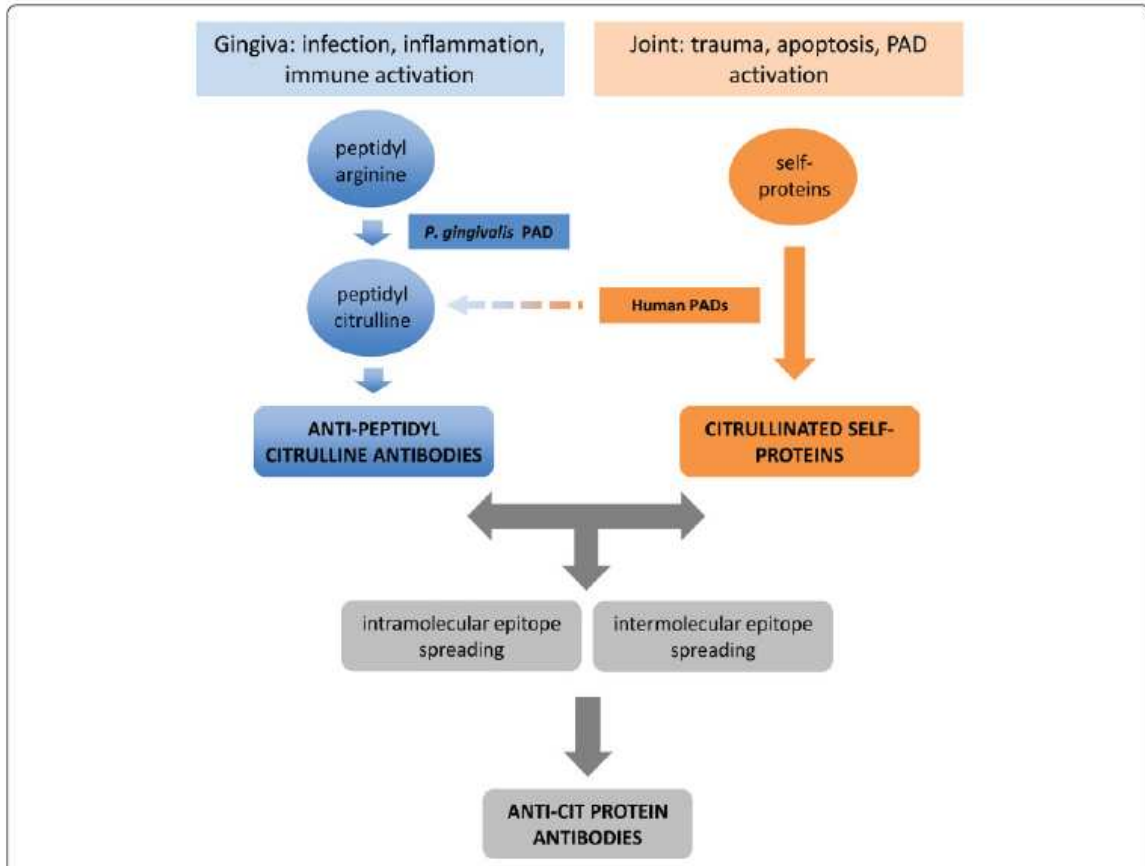 Gingiva: infection, inflammation,
immune activation
Joint: trauma, apoptosis, PAD
activation
peptidyl
arginine
self-
proteins
P. gingivalis PAD
peptidyl
citrulline
Human PADs
ANTI-PEPTIDYL
CITRULLINE ANTIBODIES
CITRULLINATED SELF-
PROTEINS
intramolecular epitope
spreading
intermolecular epitope
spreading
ANTI-CIT PROTEIN
ANTIBODIES